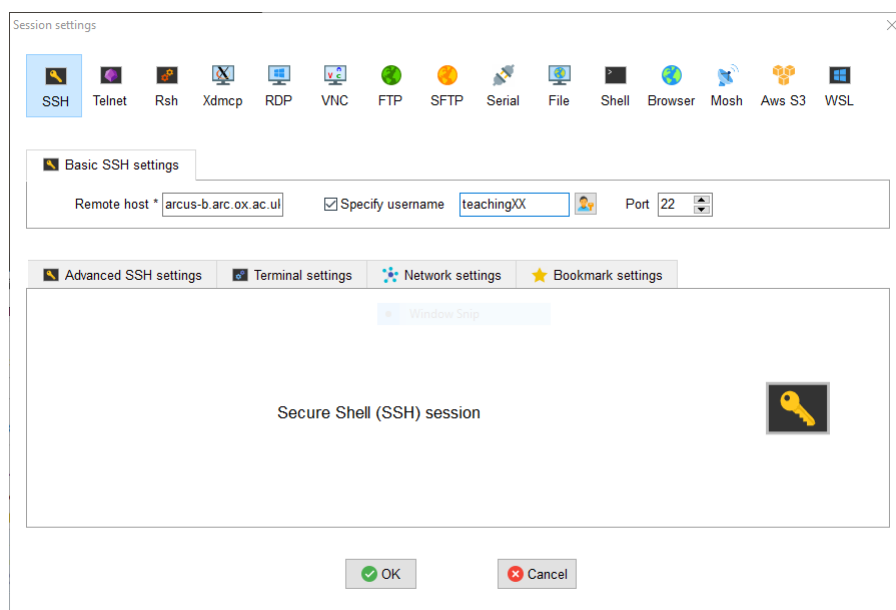 Session settings
SSH Telnet Rsh Xdmcp RDP VNC FTP SFTP Serial File Shell Browser Mosh Aws S3 WSL
Basic SSH settings
Remote host * arcus-b.arc.ox.ac.ul Specify username teachingXX Port 22
Advanced SSH settings Terminal settings Network settings Bookmark settings
Window Snip
Secure Shell (SSH) session
OK Cancel